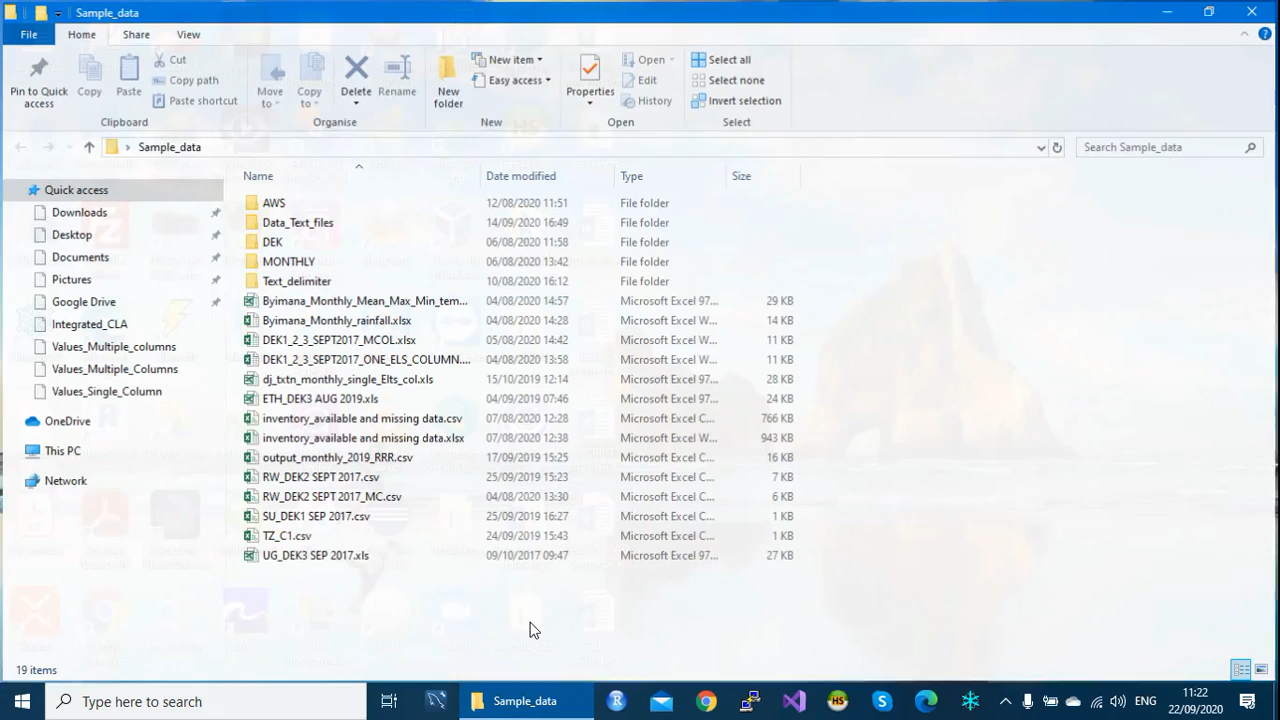 Sample_data
File Home Share View
Pin to Quick access
Copy
Paste
Cut
Copy path
Paste shortcut
Clipboard
Move to
Copy to
Delete
Rename
Organise
New folder
New item
Easy access
New
Properties
Open
Edit
History
Open
Select all
Select none
Invert selection
Select
Sample_data
Search Sample_data
Name Date modified Type Size
Quick access
Downloads
Desktop
Documents
Pictures
Google Drive
Integrated_CLA
Values_Multiple_columns
Values_Multiple_Columns
Values_Single_Column
OneDrive
This PC
Network
AWS 12/08/2020 11:51 File folder
Data_Text_files 14/09/2020 16:49 File folder
DEK 06/08/2020 11:58 File folder
MONTHLY 06/08/2020 13:42 File folder
Text_delimiter 10/08/2020 16:12 File folder
Byimana_Monthly_Mean_Max_Min_tem... 04/08/2020 14:57 Microsoft Excel 97... 29 KB
Byimana_Monthly_rainfall.xlsx 04/08/2020 14:28 Microsoft Excel W... 14 KB
DEK1_2_3_SEPT2017_MCOL.xlsx 05/08/2020 14:42 Microsoft Excel W... 11 KB
DEK1_2_3_SEPT2017_ONE_ELS_COLUMN.... 04/08/2020 13:58 Microsoft Excel W... 11 KB
dj_txtn_monthly_single_Elts_col.xls 15/10/2019 12:14 Microsoft Excel 97... 28 KB
ETH_DEK3 AUG 2019.xls 04/09/2019 07:46 Microsoft Excel 97... 24 KB
inventory_available and missing data.csv 07/08/2020 12:28 Microsoft Excel C... 766 KB
inventory_available and missing data.xlsx 07/08/2020 12:38 Microsoft Excel W... 943 KB
output_monthly_2019_RRR.csv 17/09/2019 15:25 Microsoft Excel C... 16 KB
RW_DEK2 SEPT 2017.csv 25/09/2019 15:23 Microsoft Excel C... 7 KB
RW_DEK2 SEPT 2017_MC.csv 04/08/2020 13:30 Microsoft Excel C... 6 KB
SU_DEK1 SEP 2017.csv 25/09/2019 16:27 Microsoft Excel C... 1 KB
TZ_C1.csv 24/09/2019 15:43 Microsoft Excel C... 1 KB
UG_DEK3 SEP 2017.xls 09/10/2017 09:47 Microsoft Excel 97... 27 KB
19 items
Type here to search
Sample_data
ENG
11:22
22/09/2020